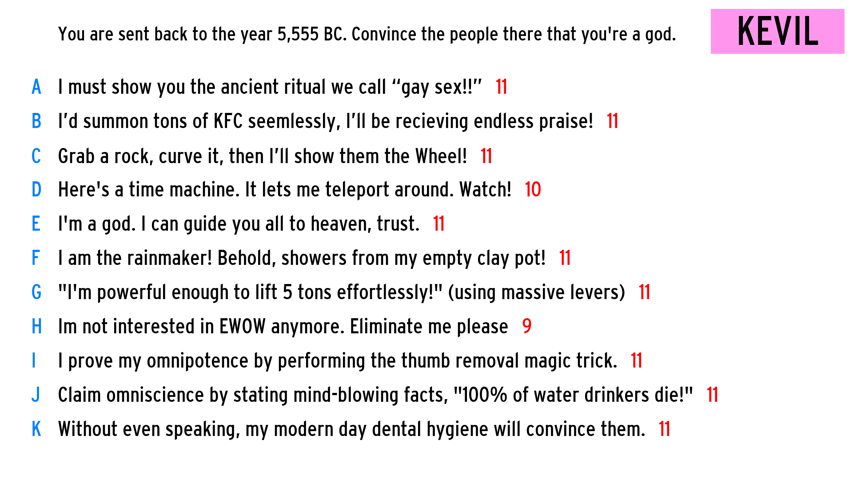 You are sent back to the year 5,555 BC. Convince the people there that you're a god.
KEVIL
A I must show you the ancient ritual we call “gay sex!!” 11
B I’d summon tons of KFC seemlessly, I’ll be recieving endless praise! 11
C Grab a rock, curve it, then I’ll show them the Wheel! 11
D Here's a time machine. It lets me teleport around. Watch! 10
E I'm a god. I can guide you all to heaven, trust. 11
F I am the rainmaker! Behold, showers from my empty clay pot! 11
G "I'm powerful enough to lift 5 tons effortlessly!" (using massive levers) 11
H Im not interested in EWOW anymore. Eliminate me please 9
I I prove my omnipotence by performing the thumb removal magic trick. 11
J Claim omniscience by stating mind-blowing facts, "100% of water drinkers die!" 11
K Without even speaking, my modern day dental hygiene will convince them. 11